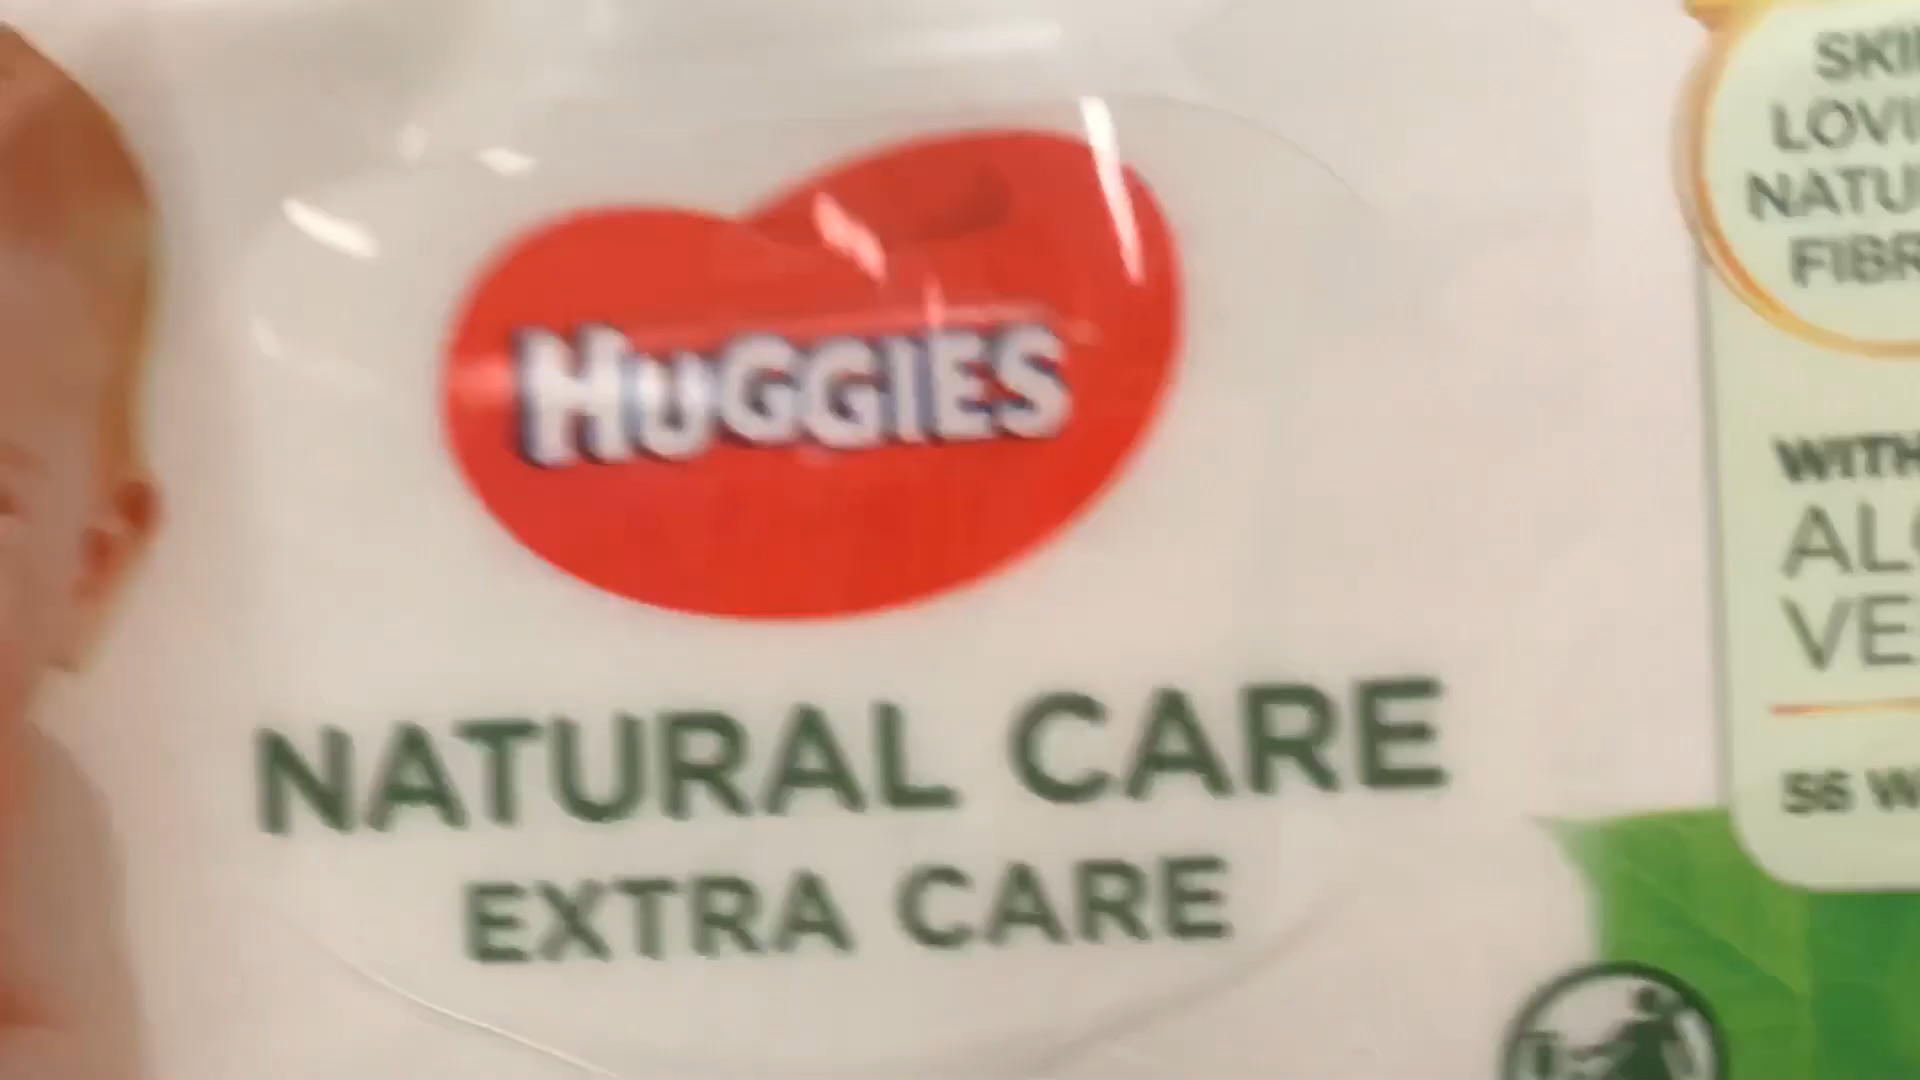 HUGGIES
NATURAL CARE
EXTRA CARE
SKI
LOVI
NATU
FIBR
WITH
AL
VE
56 W